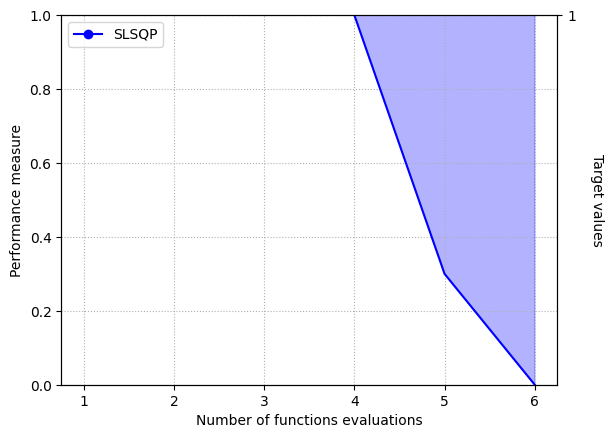 SLSQP
Performance measure
1.0
0.8
0.6
0.4
0.2
0.0
1 2 3 4 5 6
Number of functions evaluations
1
Target values